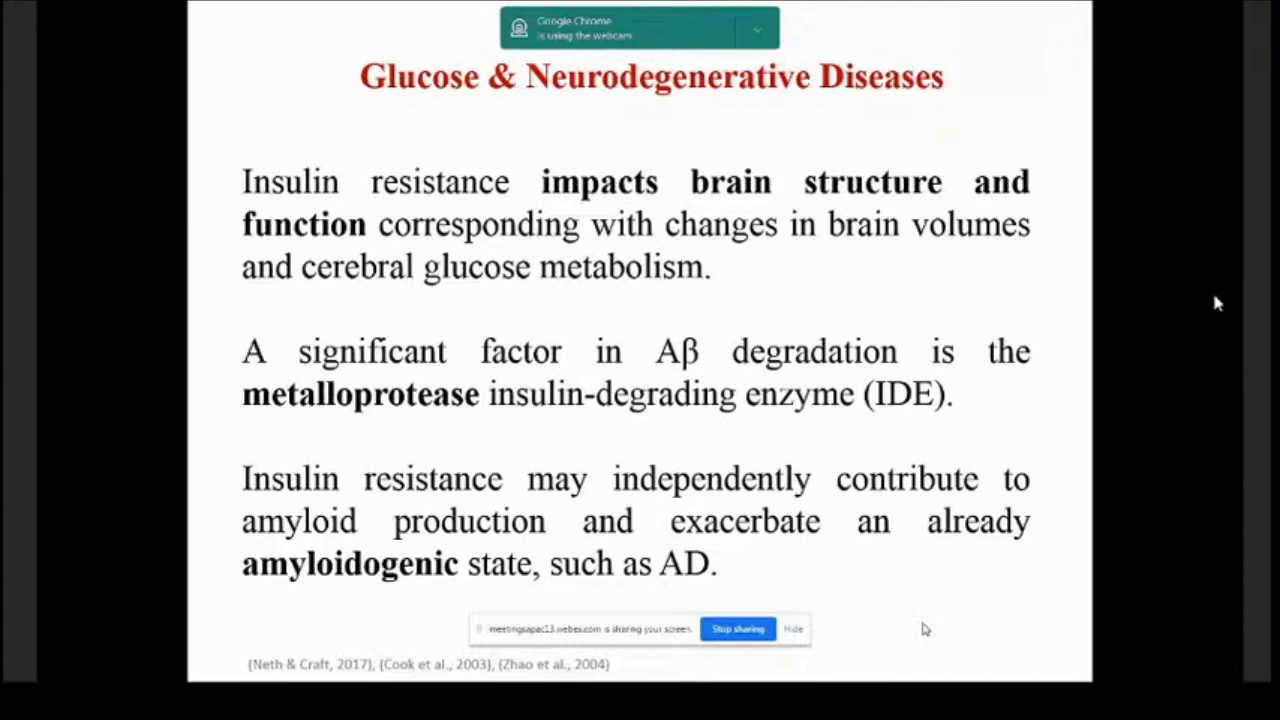 Google Chrome
is using the webcam
Glucose & Neurodegenerative Diseases
Insulin resistance impacts brain structure and
function corresponding with changes in brain volumes
and cerebral glucose metabolism.
A significant factor in Aβ degradation is the
metalloprotease insulin-degrading enzyme (IDE).
Insulin resistance may independently contribute to
amyloid production and exacerbate an already
amyloidogenic state, such as AD.
meetingsapac13.webex.com is sharing your screen. Stop sharing Hide
(Neth & Craft, 2017), (Cook et al., 2003), (Zhao et al., 2004)